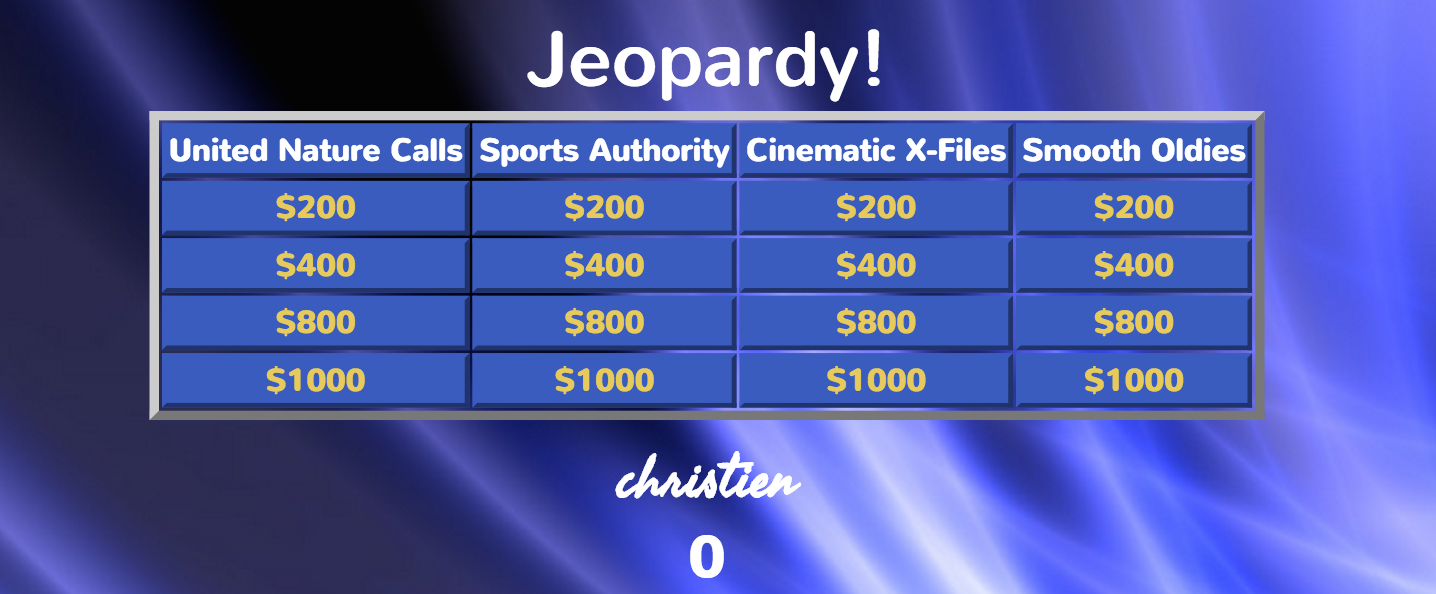 Jeopardy!
United Nature Calls Sports Authority Cinematic X-Files Smooth Oldies
$200 $200 $200 $200
$400 $400 $400 $400
$800 $800 $800 $800
$1000 $1000 $1000 $1000
christien
0